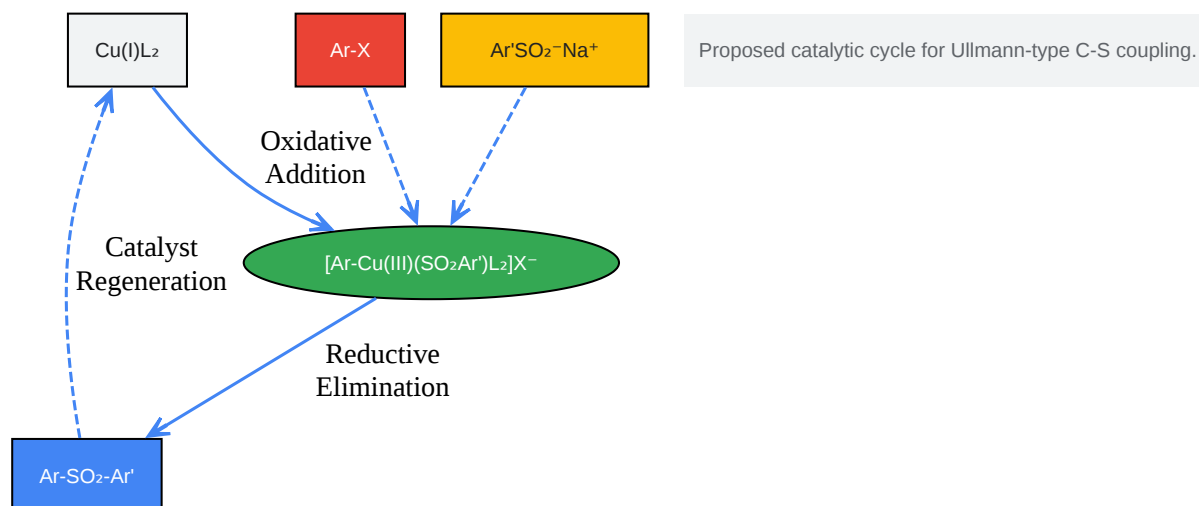 Cu(I)L₂
Ar-X
Ar'SO₂⁻Na⁺
Proposed catalytic cycle for Ullmann-type C-S coupling.
Oxidative
Addition
Catalyst
Regeneration
[Ar-Cu(III)(SO₂Ar')L₂]X⁻
Reductive
Elimination
Ar-SO₂-Ar'